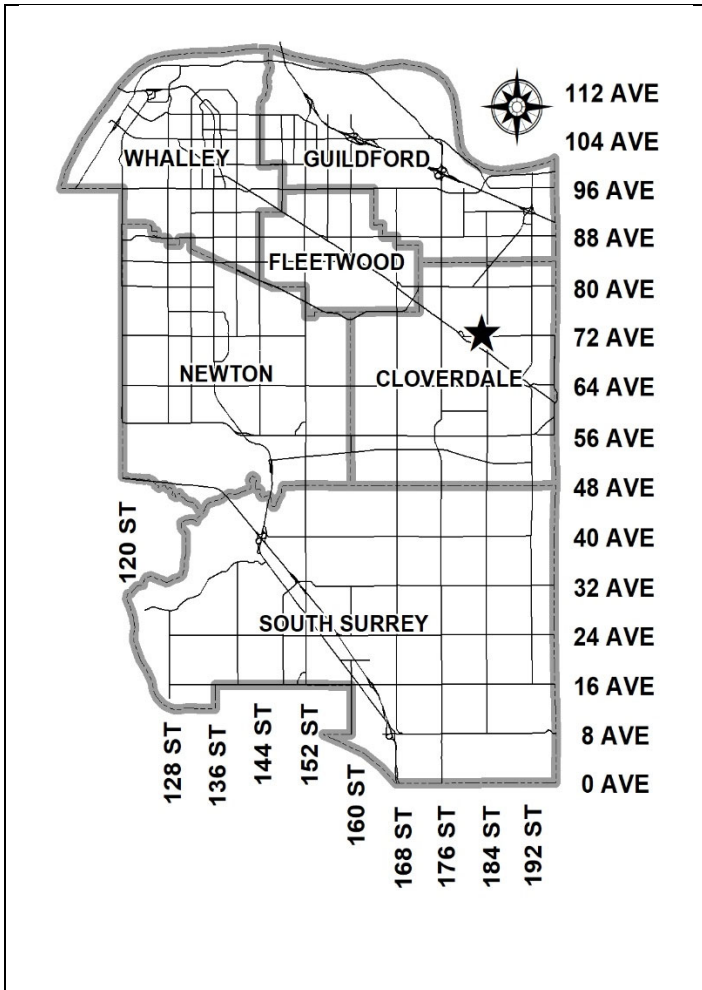 112 AVE
104 AVE
WHALLEY
GUILDFORD
96 AVE
88 AVE
FLEETWOOD
80 AVE
72 AVE
NEWTON
CLOVERDALE
64 AVE
56 AVE
48 AVE
120 ST
40 AVE
32 AVE
SOUTH SURREY
24 AVE
16 AVE
8 AVE
0 AVE
128 ST
136 ST
144 ST
152 ST
160 ST
168 ST
176 ST
184 ST
192 ST